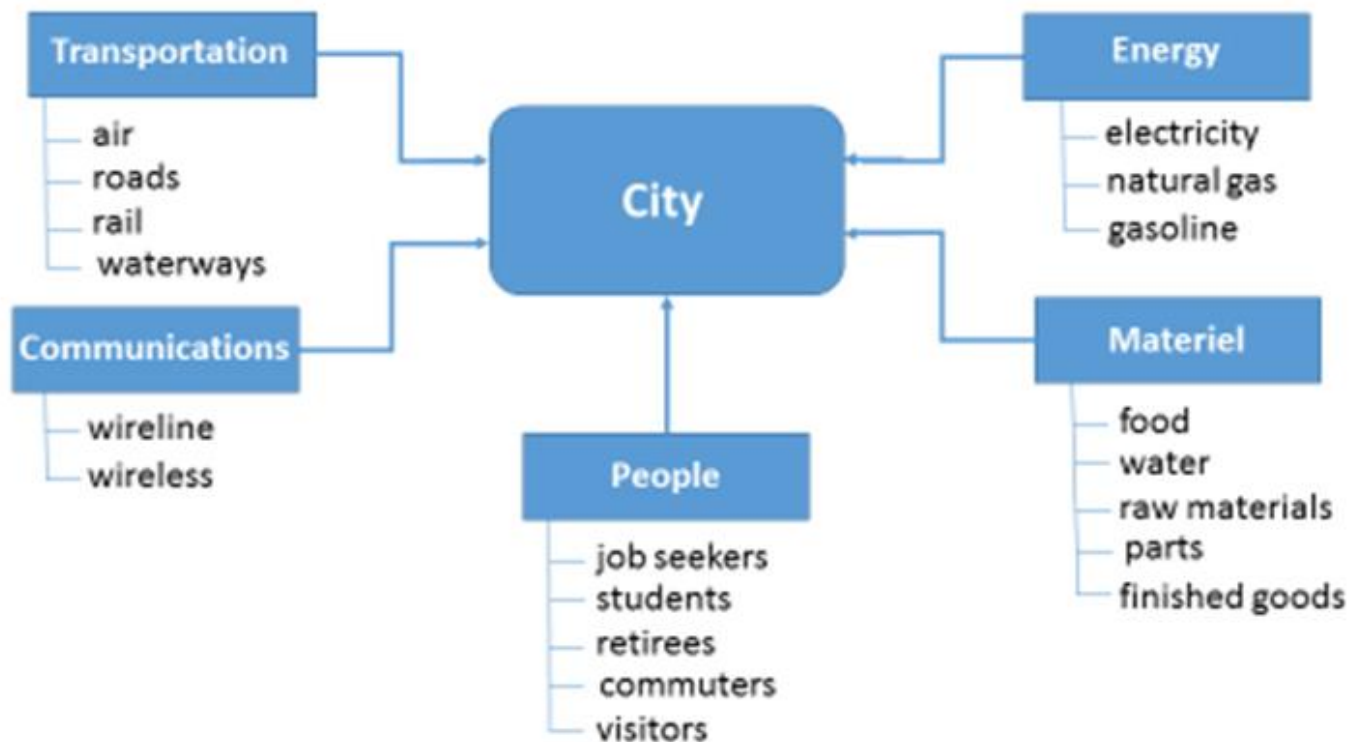 Transportation
air
roads
rail
waterways
Communications
wireline
wireless
City
People
job seekers
students
retirees
commuters
visitors
Energy
electricity
natural gas
gasoline
Materiel
food
water
raw materials
parts
finished goods